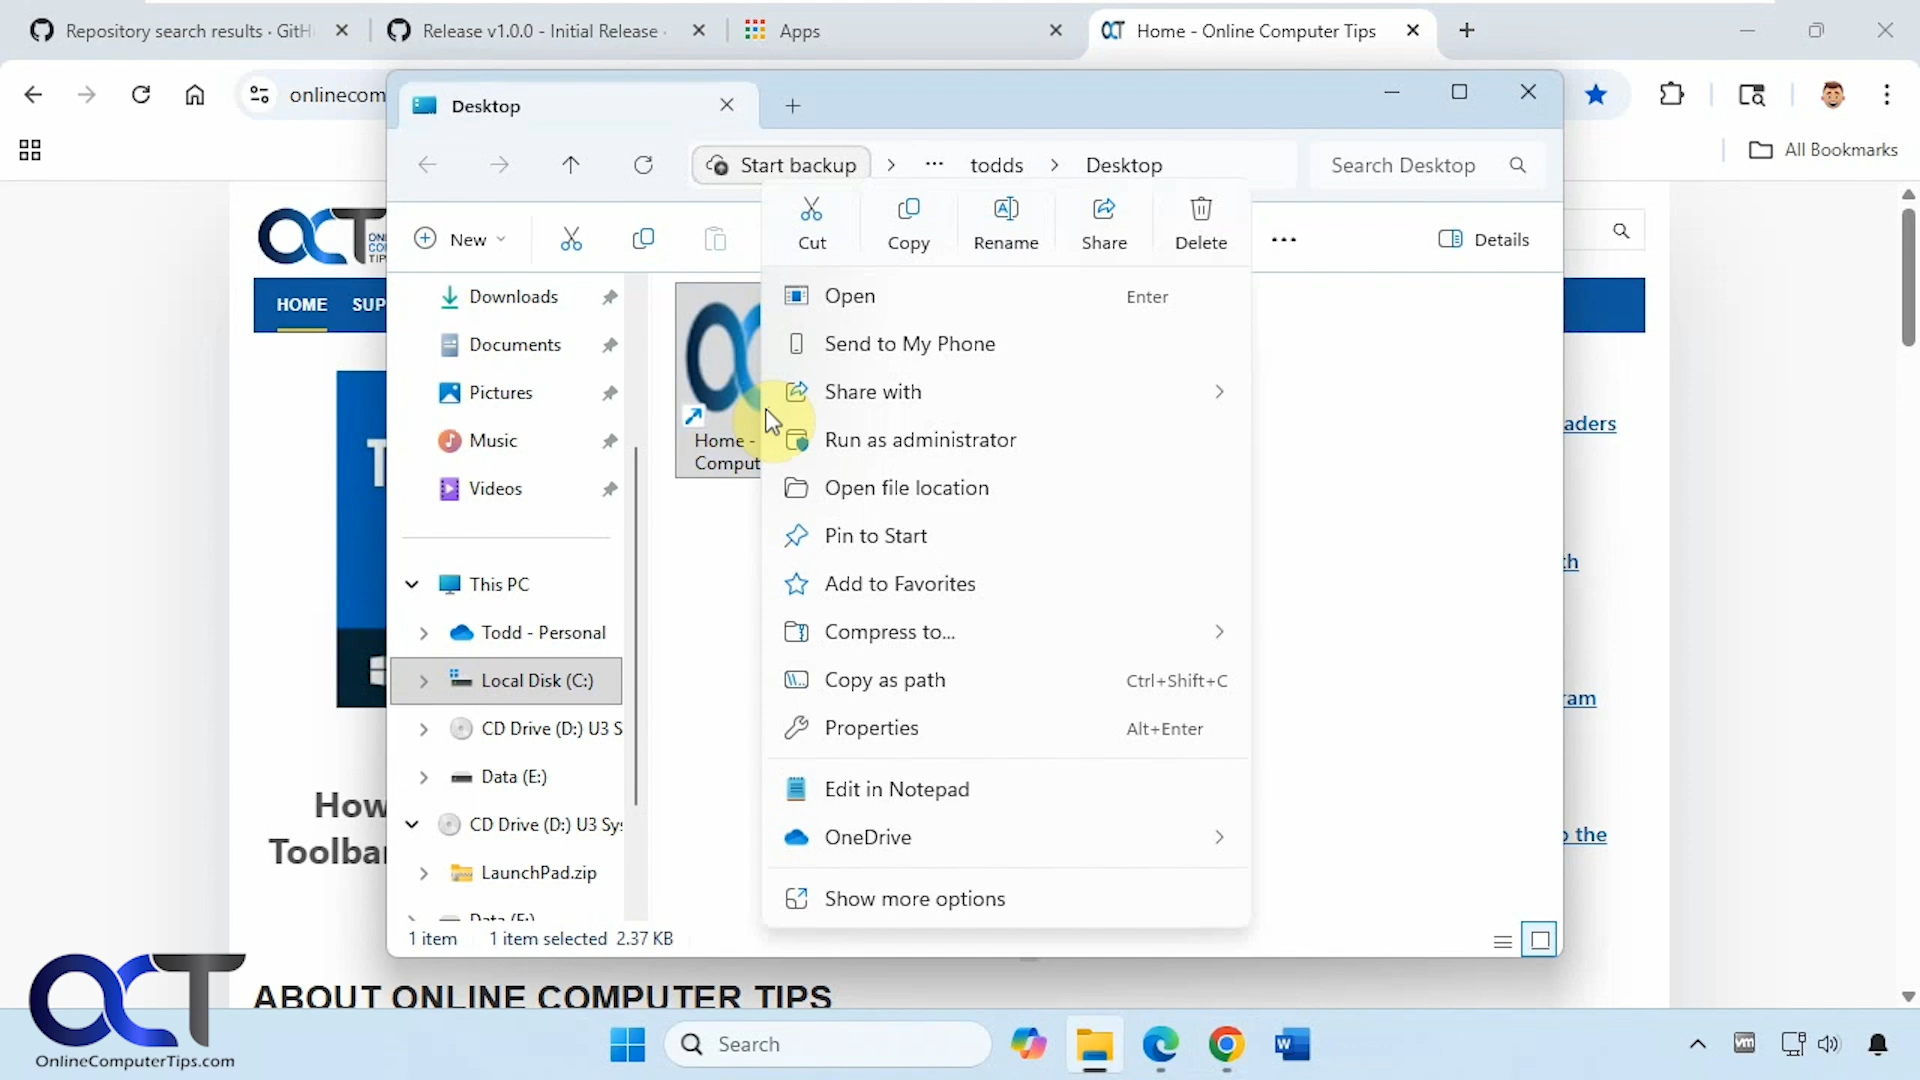 Repository search results · GitH
Release v1.0.0 - Initial Release ·
Apps
Home - Online Computer Tips
onlinecom
All Bookmarks
Desktop
Start backup
todds
Desktop
Search Desktop
New
Details
Cut
Copy
Rename
Share
Delete
Downloads
Documents
Pictures
Music
Videos
This PC
Todd - Personal
Local Disk (C:)
CD Drive (D:) U3 S
Data (E:)
CD Drive (D:) U3 Sy
LaunchPad.zip
Home -
Comput
Open Enter
Send to My Phone
Share with
Run as administrator
Open file location
Pin to Start
Add to Favorites
Compress to...
Copy as path Ctrl+Shift+C
Properties Alt+Enter
Edit in Notepad
OneDrive
Show more options
1 item 1 item selected 2.37 KB
OCT
HOME SUP
How
Toolba
aders
th
ram
the
ABOUT ONLINE COMPUTER TIPS
OCT
OnlineComputerTips.com
Search
vm